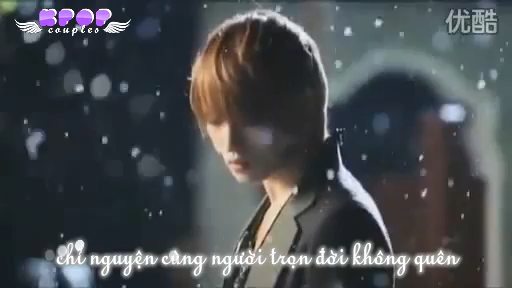 KPOP
couples
优酷
chỉ nguyện cùng người trọn đời không quên